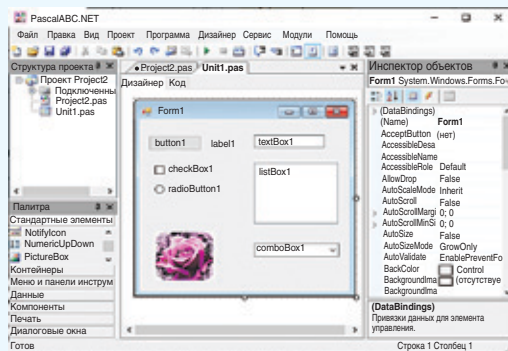 PascalABC.NET
Файл Правка Вид Проект Программа Дизайнер Сервис Модули Помощь
Структура проекта
Проект Project2
Подключенны
Project2.pas
Unit1.pas
Палитра
Стандартные элементы
NotifyIcon
NumericUpDown
PictureBox
Контейнеры
Меню и панели инструм
Данные
Компоненты
Печать
Диалоговые окна
•Project2.pas Unit1.pas
Дизайнер Код
Form1
button1 label1 textBox1
checkBox1
radioButton1
listBox1
comboBox1
Инспектор объектов
Form1 System.Windows.Forms.Fo
(DataBindings)
(Name) Form1
AcceptButton (нет)
AccessibleDesa
AccessibleName
AccessibleRole Default
AllowDrop False
AutoScaleMode Inherit
AutoScroll False
AutoScrollMargi 0; 0
AutoScrollMinSi 0; 0
AutoSize False
AutoSizeMode GrowOnly
AutoValidate EnablePreventFo
BackColor Control
BackgroundIma (отсутствуе
BackgroundIma
(DataBindings)
Привязки данных для элемента
управления.
Готов
Строка 1 Столбец 1